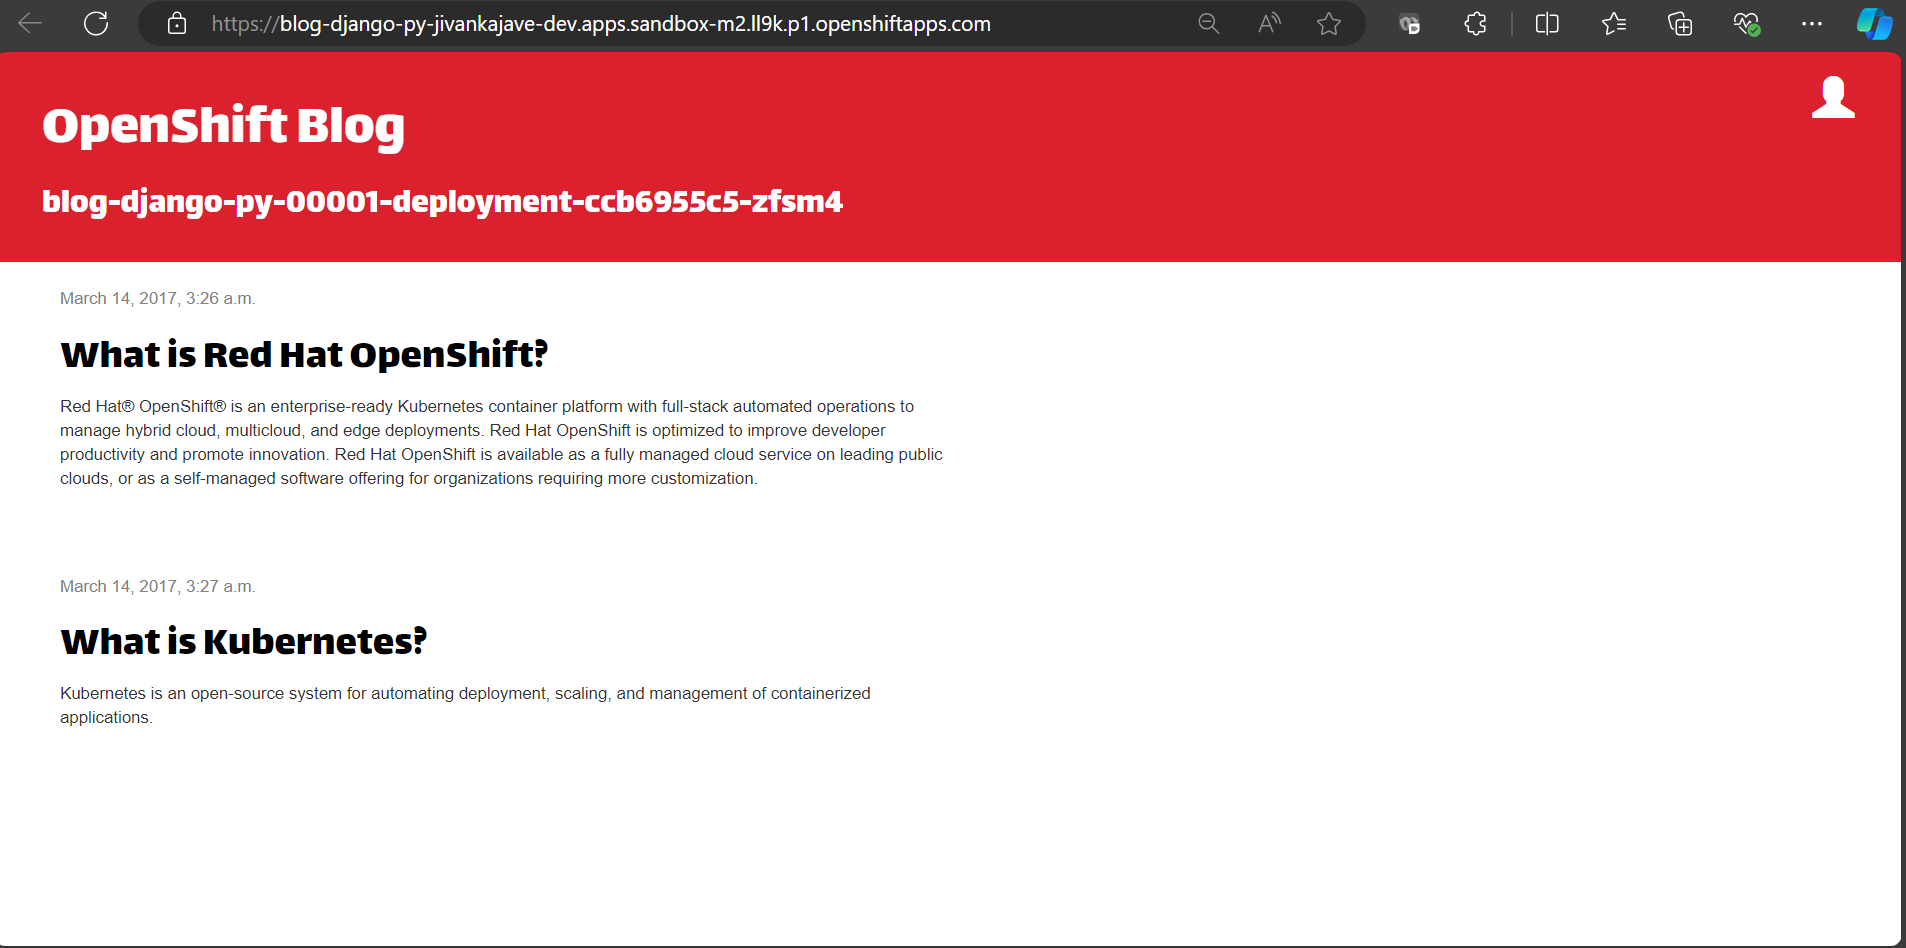 https://blog-django-py-jivankajave-dev.apps.sandbox-m2.ll9k.p1.openshiftapps.com
OpenShift Blog
blog-django-py-00001-deployment-ccb6955c5-zfsm4
March 14, 2017, 3:26 a.m.
What is Red Hat OpenShift?
Red Hat® OpenShift® is an enterprise-ready Kubernetes container platform with full-stack automated operations to
manage hybrid cloud, multicloud, and edge deployments. Red Hat OpenShift is optimized to improve developer
productivity and promote innovation. Red Hat OpenShift is available as a fully managed cloud service on leading public
clouds, or as a self-managed software offering for organizations requiring more customization.
March 14, 2017, 3:27 a.m.
What is Kubernetes?
Kubernetes is an open-source system for automating deployment, scaling, and management of containerized
applications.